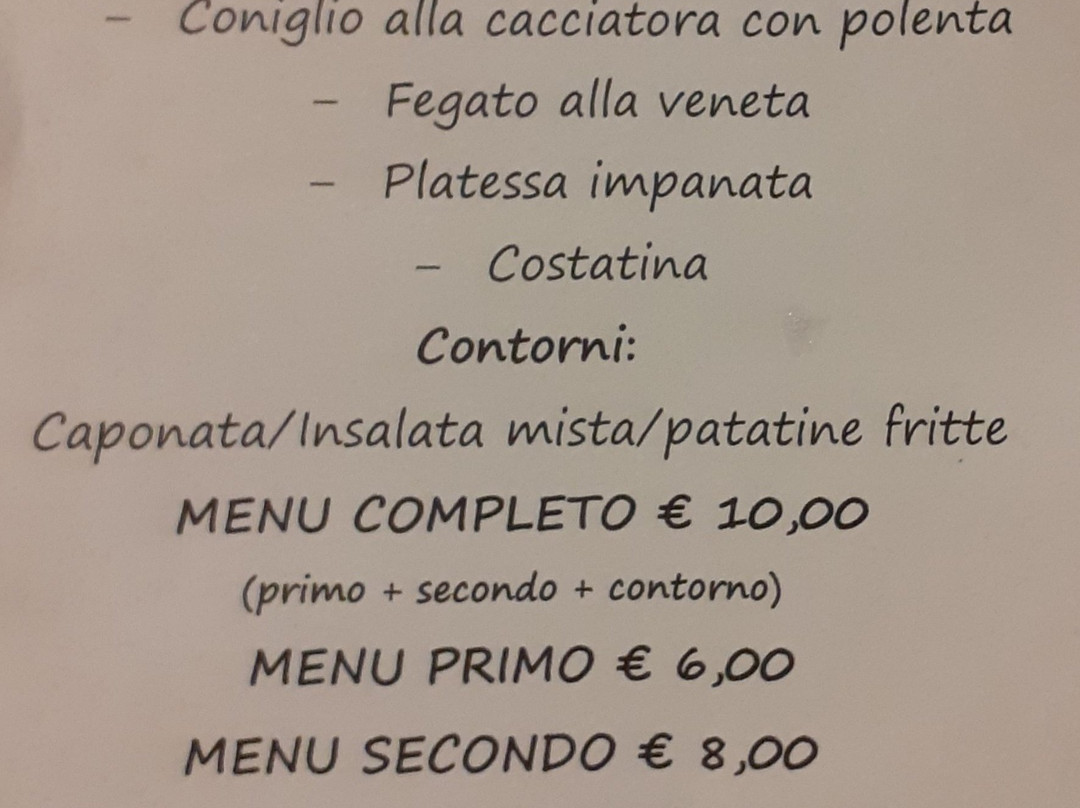 - Coniglio alla cacciatora con polenta
- Fegato alla veneta
- Platessa impanata
- Costatina
Contorni:
Caponata/Insalata mista/patatine fritte
MENU COMPLETO € 10,00
(primo + secondo + contorno)
MENU PRIMO € 6,00
MENU SECONDO € 8,00